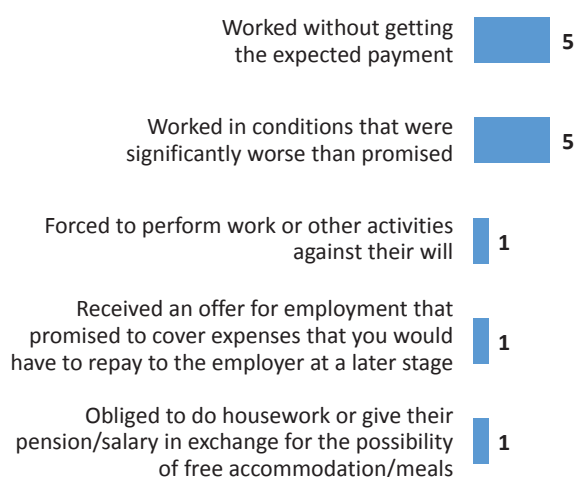 Worked without getting
the expected payment
5
Worked in conditions that were
significantly worse than promised
5
Forced to perform work or other activities
against their will
1
Received an offer for employment that
promised to cover expenses that you would
have to repay to the employer at a later stage
1
Obliged to do housework or give their
pension/salary in exchange for the possibility
of free accommodation/meals
1